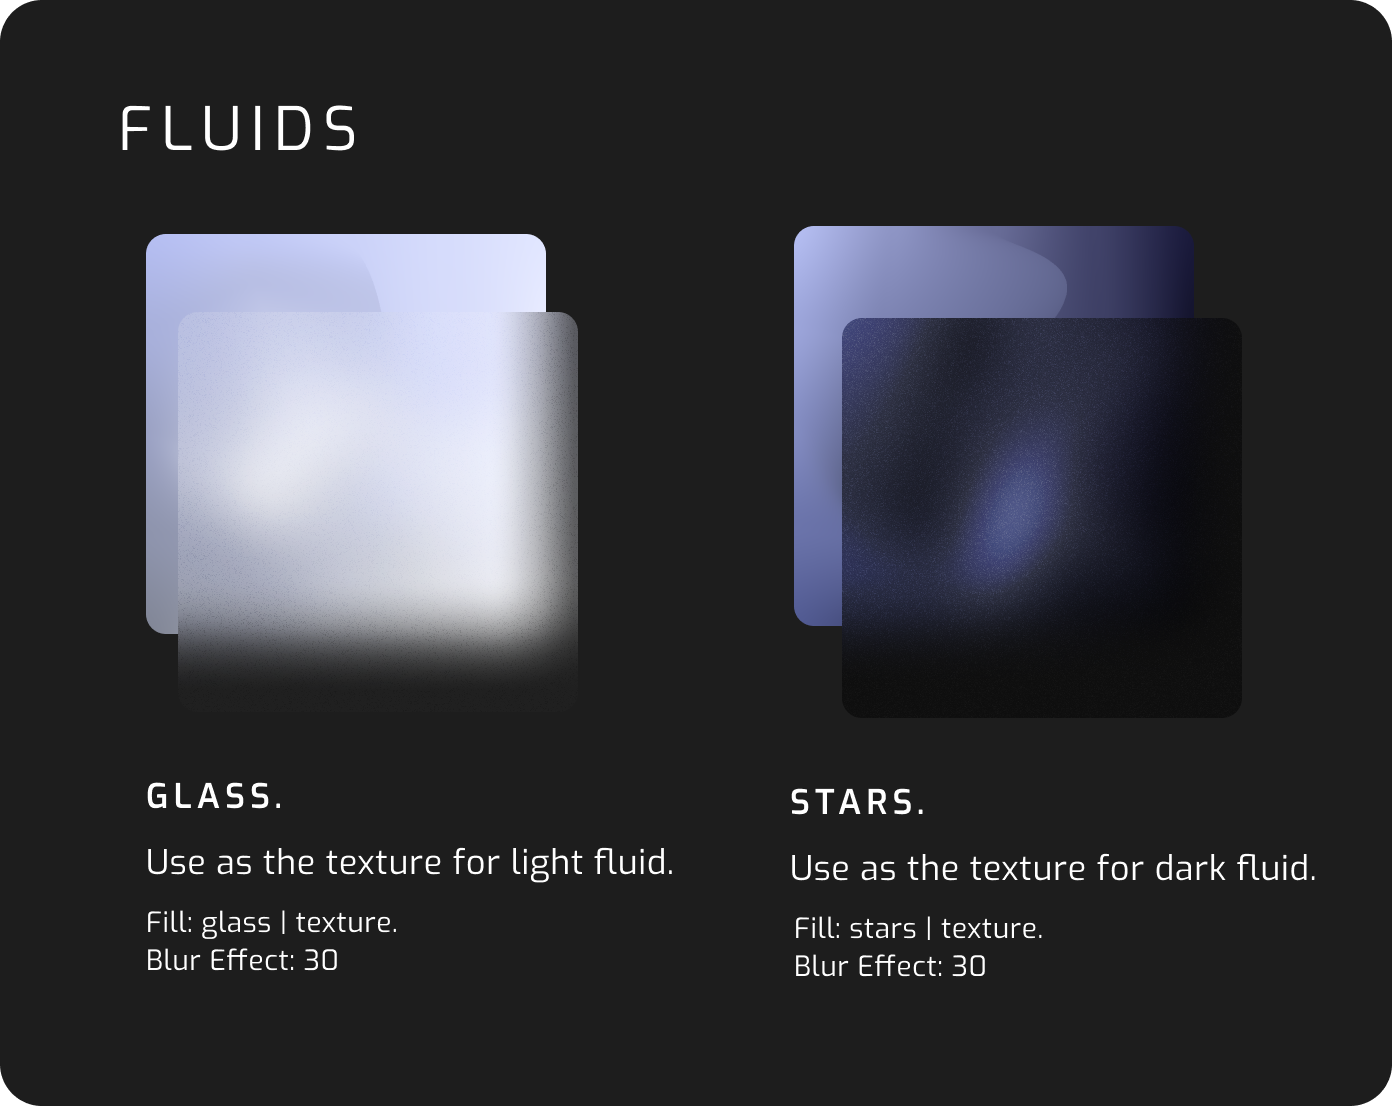 FLUIDS
GLASS.
Use as the texture for light fluid.
Fill: glass | texture.
Blur Effect: 30
STARS.
Use as the texture for dark fluid.
Fill: stars | texture.
Blur Effect: 30